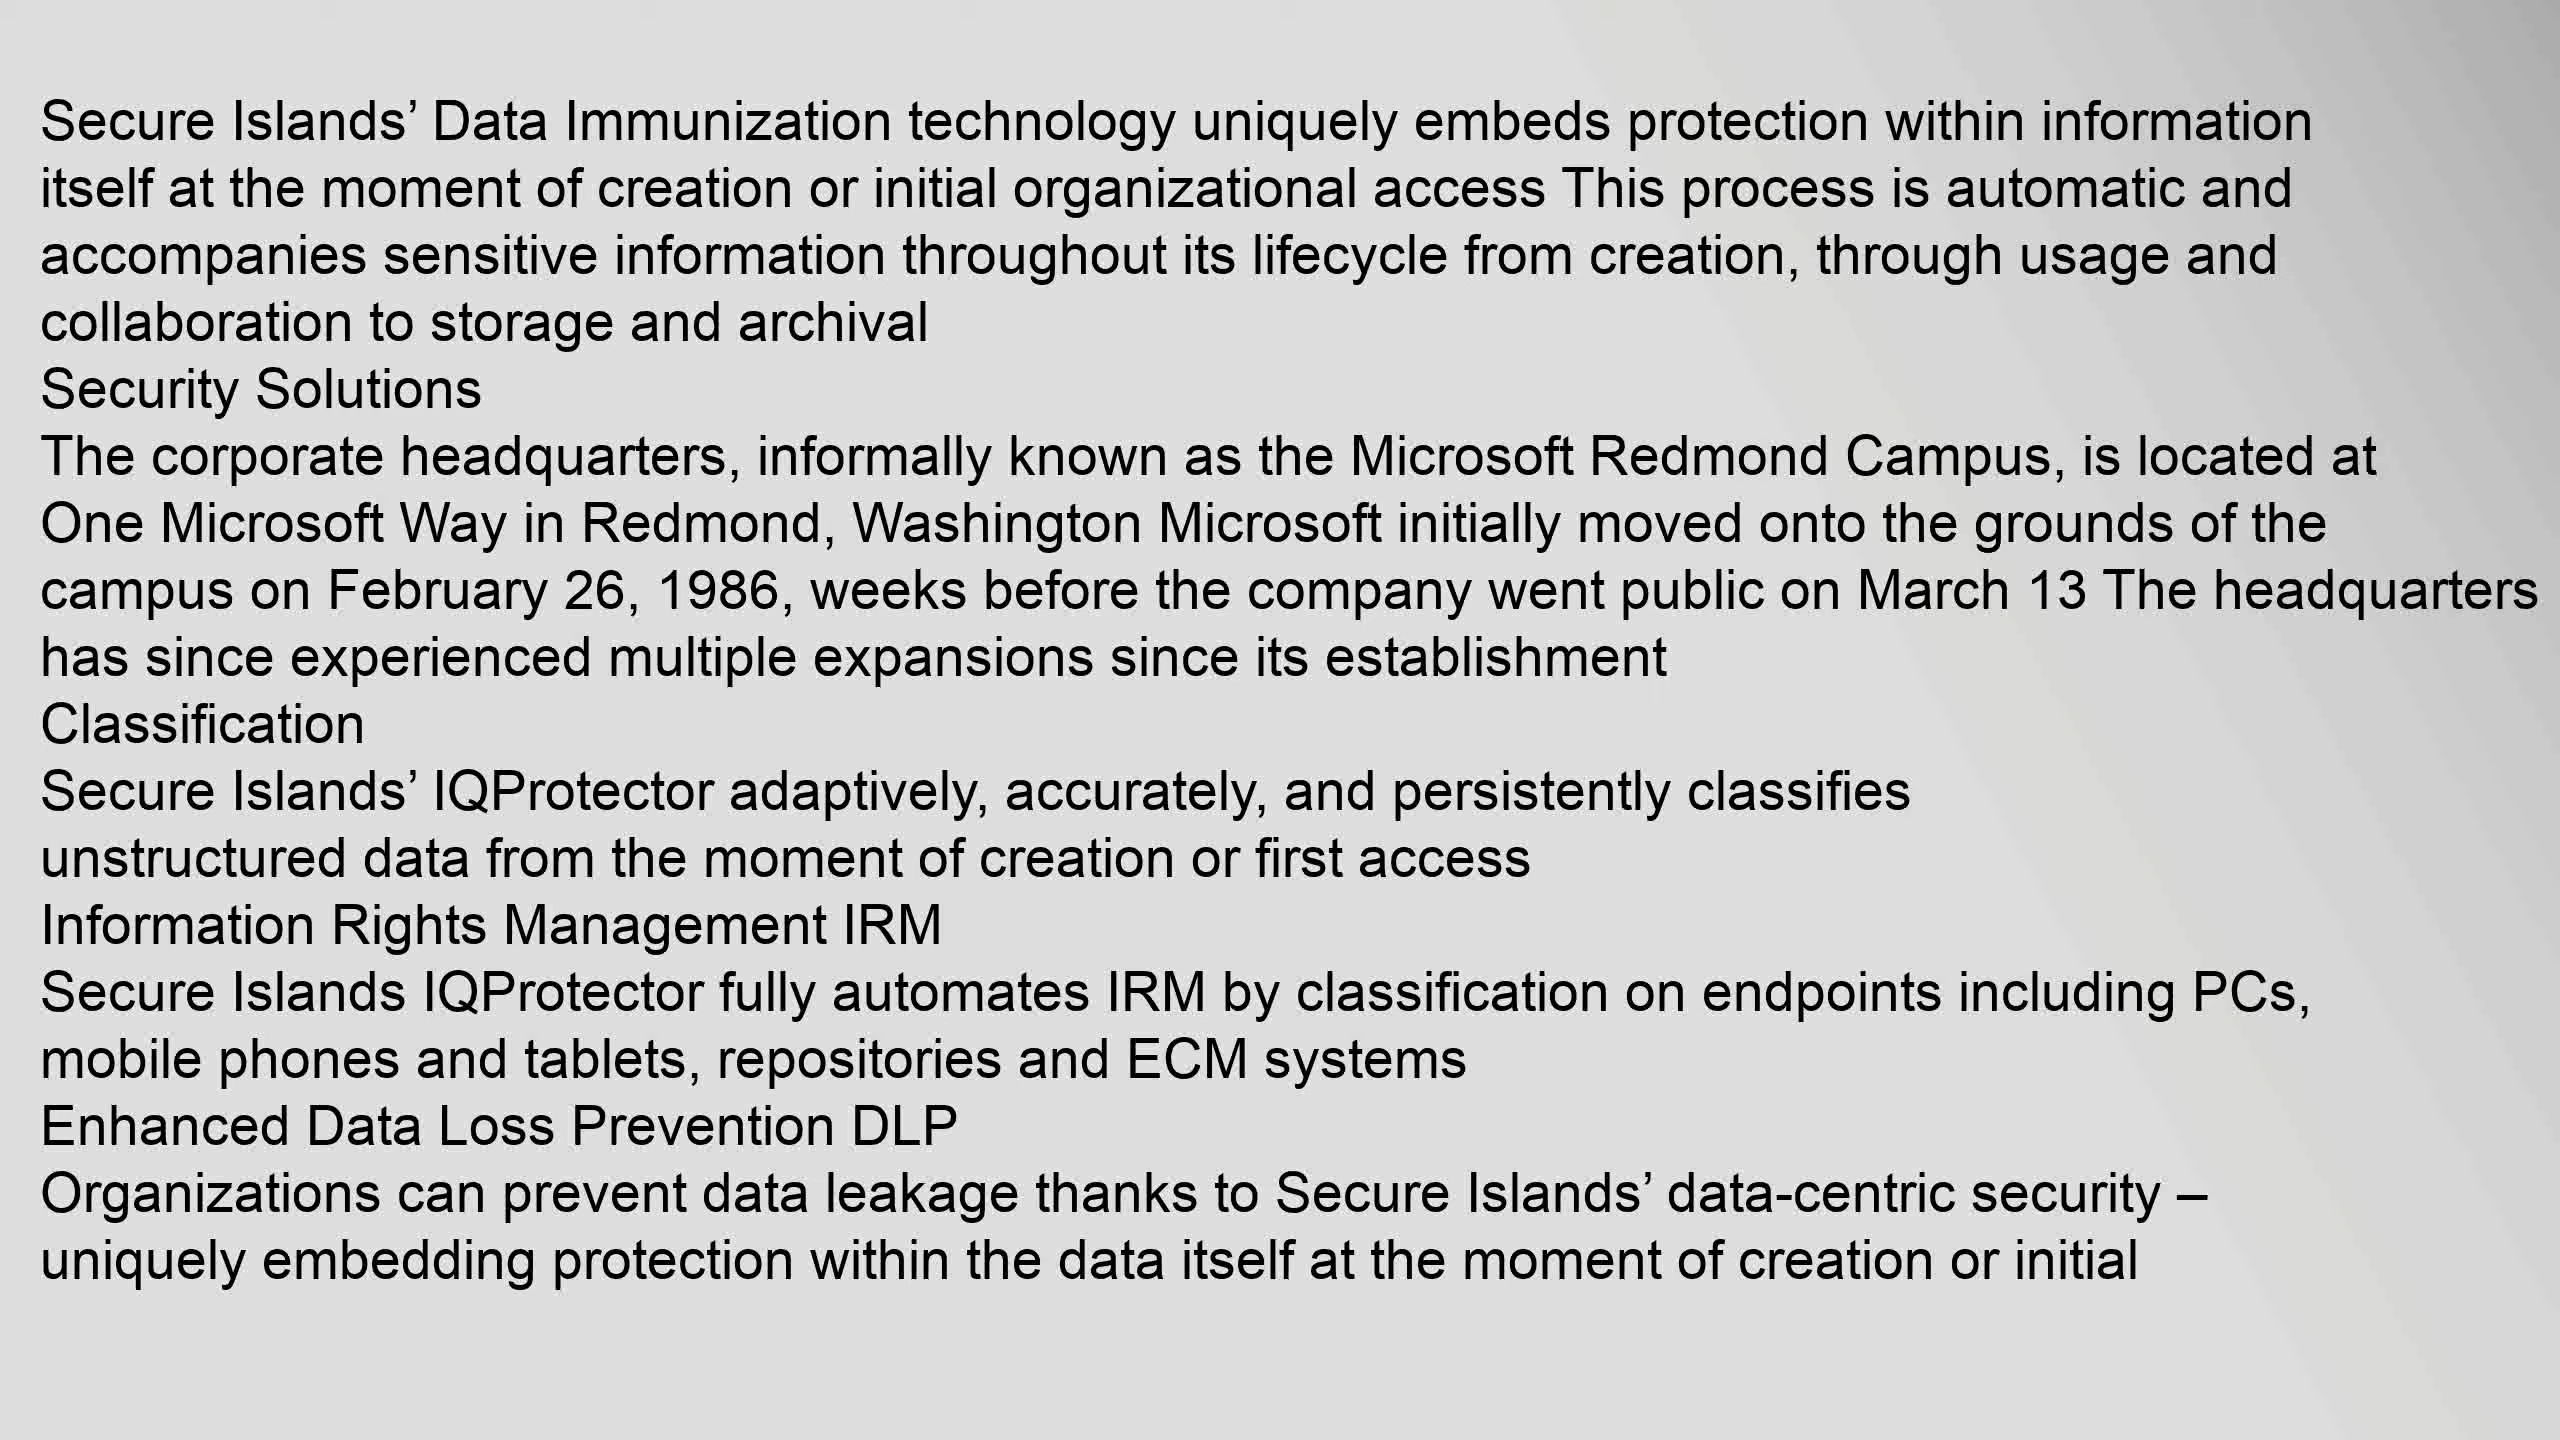 Secure Islands’ Data Immunization technology uniquely embeds protection within information
itself at the moment of creation or initial organizational access This process is automatic and
accompanies sensitive information throughout its lifecycle from creation, through usage and
collaboration to storage and archival
Security Solutions
The corporate headquarters, informally known as the Microsoft Redmond Campus, is located at
One Microsoft Way in Redmond, Washington Microsoft initially moved onto the grounds of the
campus on February 26, 1986, weeks before the company went public on March 13 The headquarters
has since experienced multiple expansions since its establishment
Classification
Secure Islands’ IQProtector adaptively, accurately, and persistently classifies
unstructured data from the moment of creation or first access
Information Rights Management IRM
Secure Islands IQProtector fully automates IRM by classification on endpoints including PCs,
mobile phones and tablets, repositories and ECM systems
Enhanced Data Loss Prevention DLP
Organizations can prevent data leakage thanks to Secure Islands’ data-centric security –
uniquely embedding protection within the data itself at the moment of creation or initial